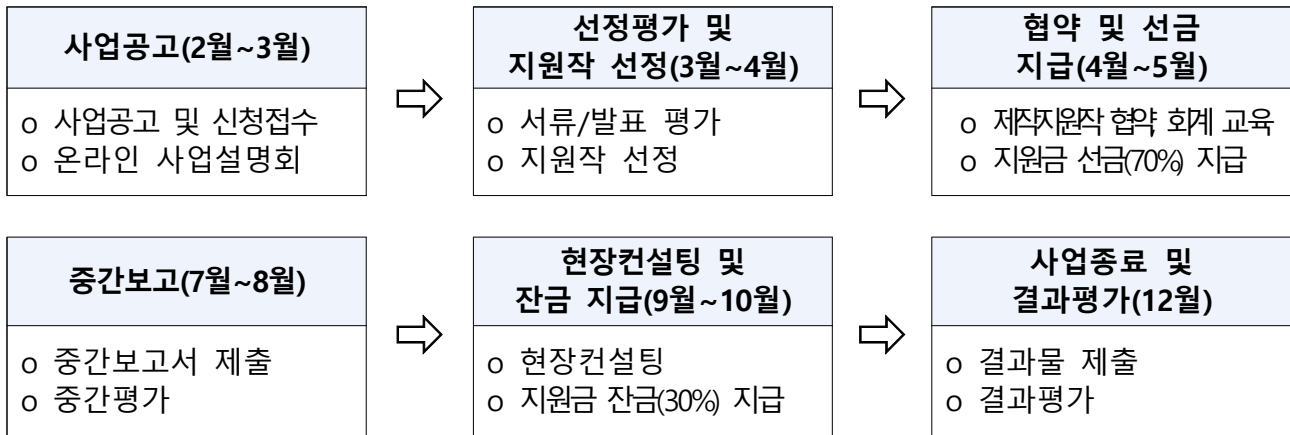 사업공고(2월~3월)
o 사업공고 및 신청접수
o 온라인 사업설명회
선정평가 및
지원작 선정(3월~4월)
o 서류/발표 평가
o 지원작 선정
협약 및 선금
지급(4월~5월)
o 제작지원작 협약, 회계 교육
o 지원금 선금(70%) 지급
중간보고(7월~8월)
o 중간보고서 제출
o 중간평가
현장컨설팅 및
잔금 지급(9월~10월)
o 현장컨설팅
o 지원금 잔금(30%) 지급
사업종료 및
결과평가(12월)
o 결과물 제출
o 결과평가